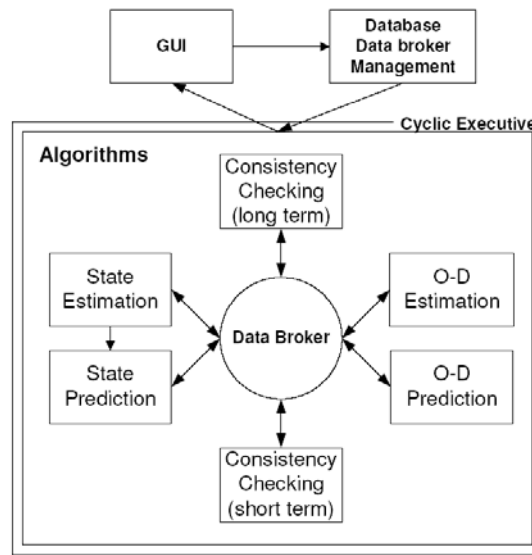 GUI
Database
Data broker
Management
Cyclic Executive
Algorithms
Consistency
Checking
(long term)
State
Estimation
O-D
Estimation
Data Broker
State
Prediction
O-D
Prediction
Consistency
Checking
(short term)